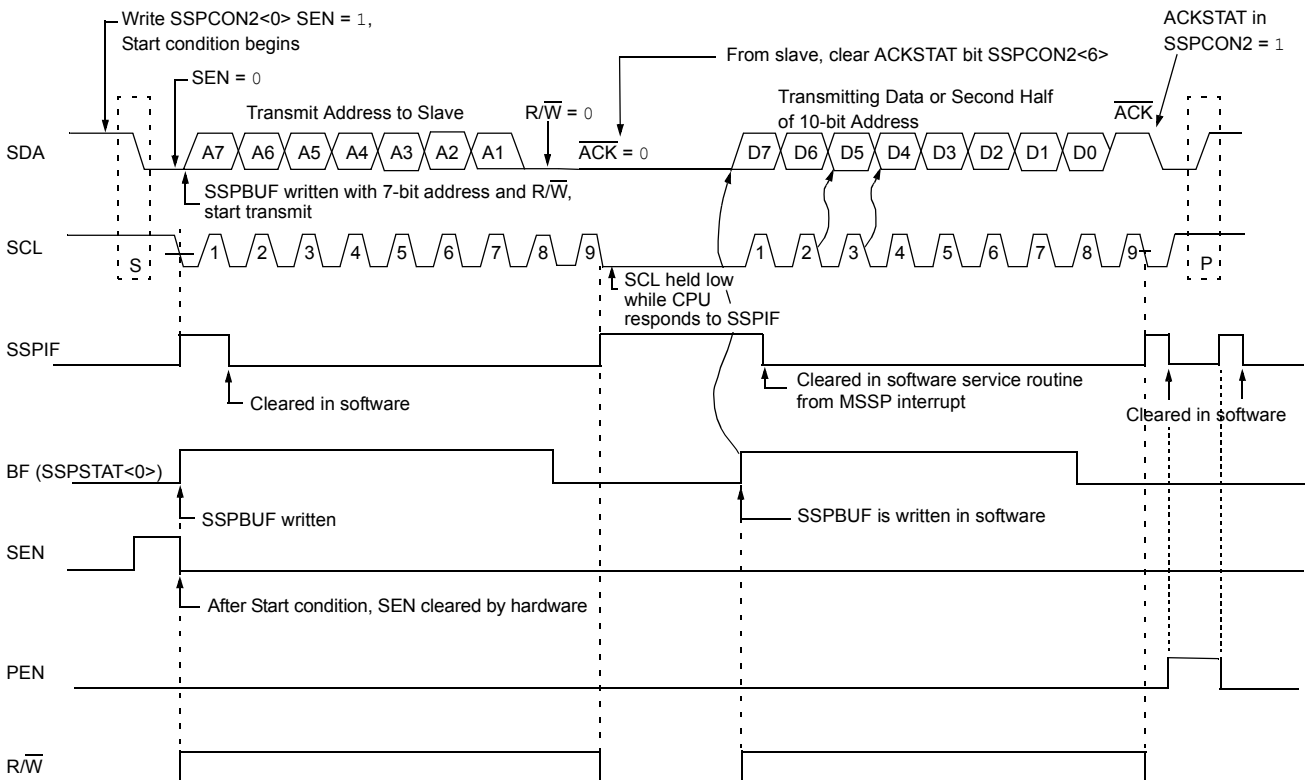 Write SSPCON2<0> SEN = 1,
Start condition begins
ACKSTAT in
SSPCON2 = 1
From slave, clear ACKSTAT bit SSPCON2<6>
SEN = 0
Transmit Address to Slave
R/W = 0
Transmitting Data or Second Half
of 10-bit Address
ACK
SDA
A7 A6 A5 A4 A3 A2 A1
ACK = 0
D7 D6 D5 D4 D3 D2 D1 D0
SSPBUF written with 7-bit address and R/W,
start transmit
SCL
S
1 2 3 4 5 6 7 8 9
1 2 3 4 5 6 7 8 9
P
SCL held low
while CPU
responds to SSPIF
SSPIF
Cleared in software
Cleared in software service routine
from MSSP interrupt
Cleared in software
BF (SSPSTAT<0>)
SSPBUF written
SSPBUF is written in software
SEN
After Start condition, SEN cleared by hardware
PEN
R/W